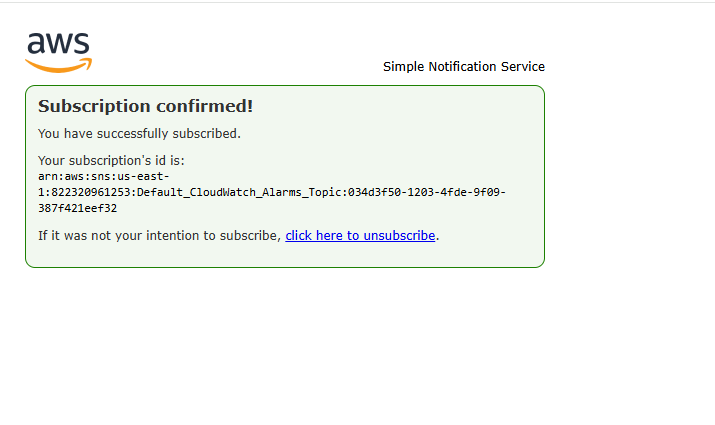 aws
Simple Notification Service
Subscription confirmed!
You have successfully subscribed.
Your subscription's id is:
arn:aws:sns:us-east-
1:822320961253:Default_CloudWatch_Alarms_Topic:034d3f50-1203-4fde-9f09-
387f421eef32
If it was not your intention to subscribe, click here to unsubscribe.